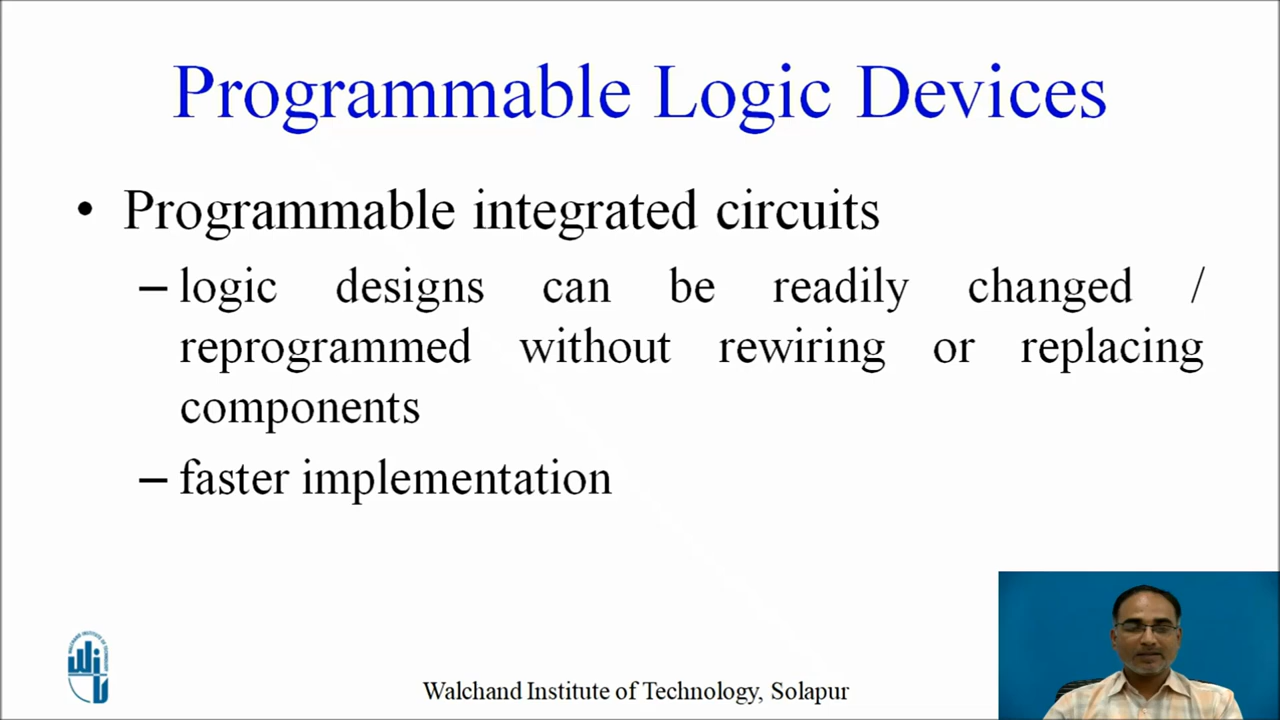 Programmable Logic Devices
• Programmable integrated circuits
– logic designs can be readily changed /
reprogrammed without rewiring or replacing
components
– faster implementation
Walchand Institute of Technology, Solapur